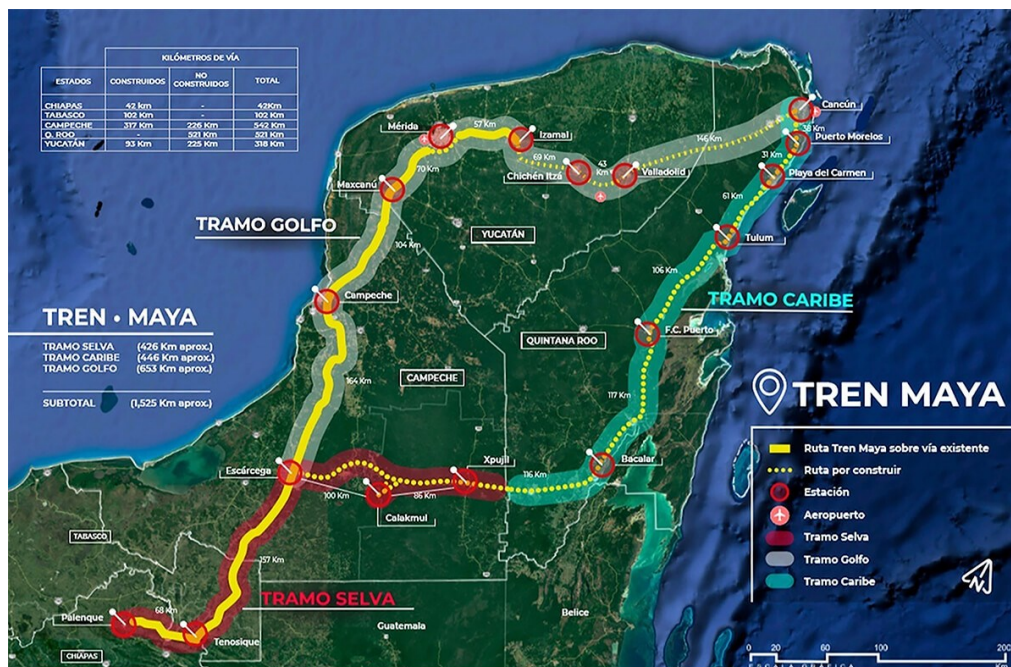 KILÓMETROS DE VÍA
ESTADOS CONSTRUIDOS NO CONSTRUIDOS TOTAL
CHIAPAS 42 km - 42Km
TABASCO 102 Km - 102 Km
CAMPECHE 317 Km 226 Km 542 Km
Q. ROO - 521 Km 521 Km
YUCATÁN 93 Km 225 Km 318 Km
Mérida
57 Km
Izamal
146 Km
Cancún
38 Km
Puerto Morelos
69 Km
43 Km
Chichén Itzá
Valladolid
31 Km
Playa del Carmen
70 Km
Maxcanú
61 Km
TRAMO GOLFO
YUCATÁN
Tulum
104 Km
106 Km
TRAMO CARIBE
Campeche
TREN • MAYA
TRAMO SELVA (426 Km aprox.)
TRAMO CARIBE (446 Km aprox.)
TRAMO GOLFO (653 Km aprox.)
SUBTOTAL (1,525 Km aprox.)
F.C. Puerto
QUINTANA ROO
CAMPECHE
164 Km
117 Km
TREN MAYA
Ruta Tren Maya sobre vía existente
Ruta por construir
Estación
Aeropuerto
Tramo Selva
Tramo Golfo
Tramo Caribe
N
Escárcega
Xpujil
Bacalar
100 Km
86 Km
116 Km
Calakmul
TABASCO
157 Km
TRAMO SELVA
68 Km
Palenque
Tenosique
Guatemala
Belice
CHIAPAS
0 20 40 60 80 200
Km
ESCALA GRÁFICA